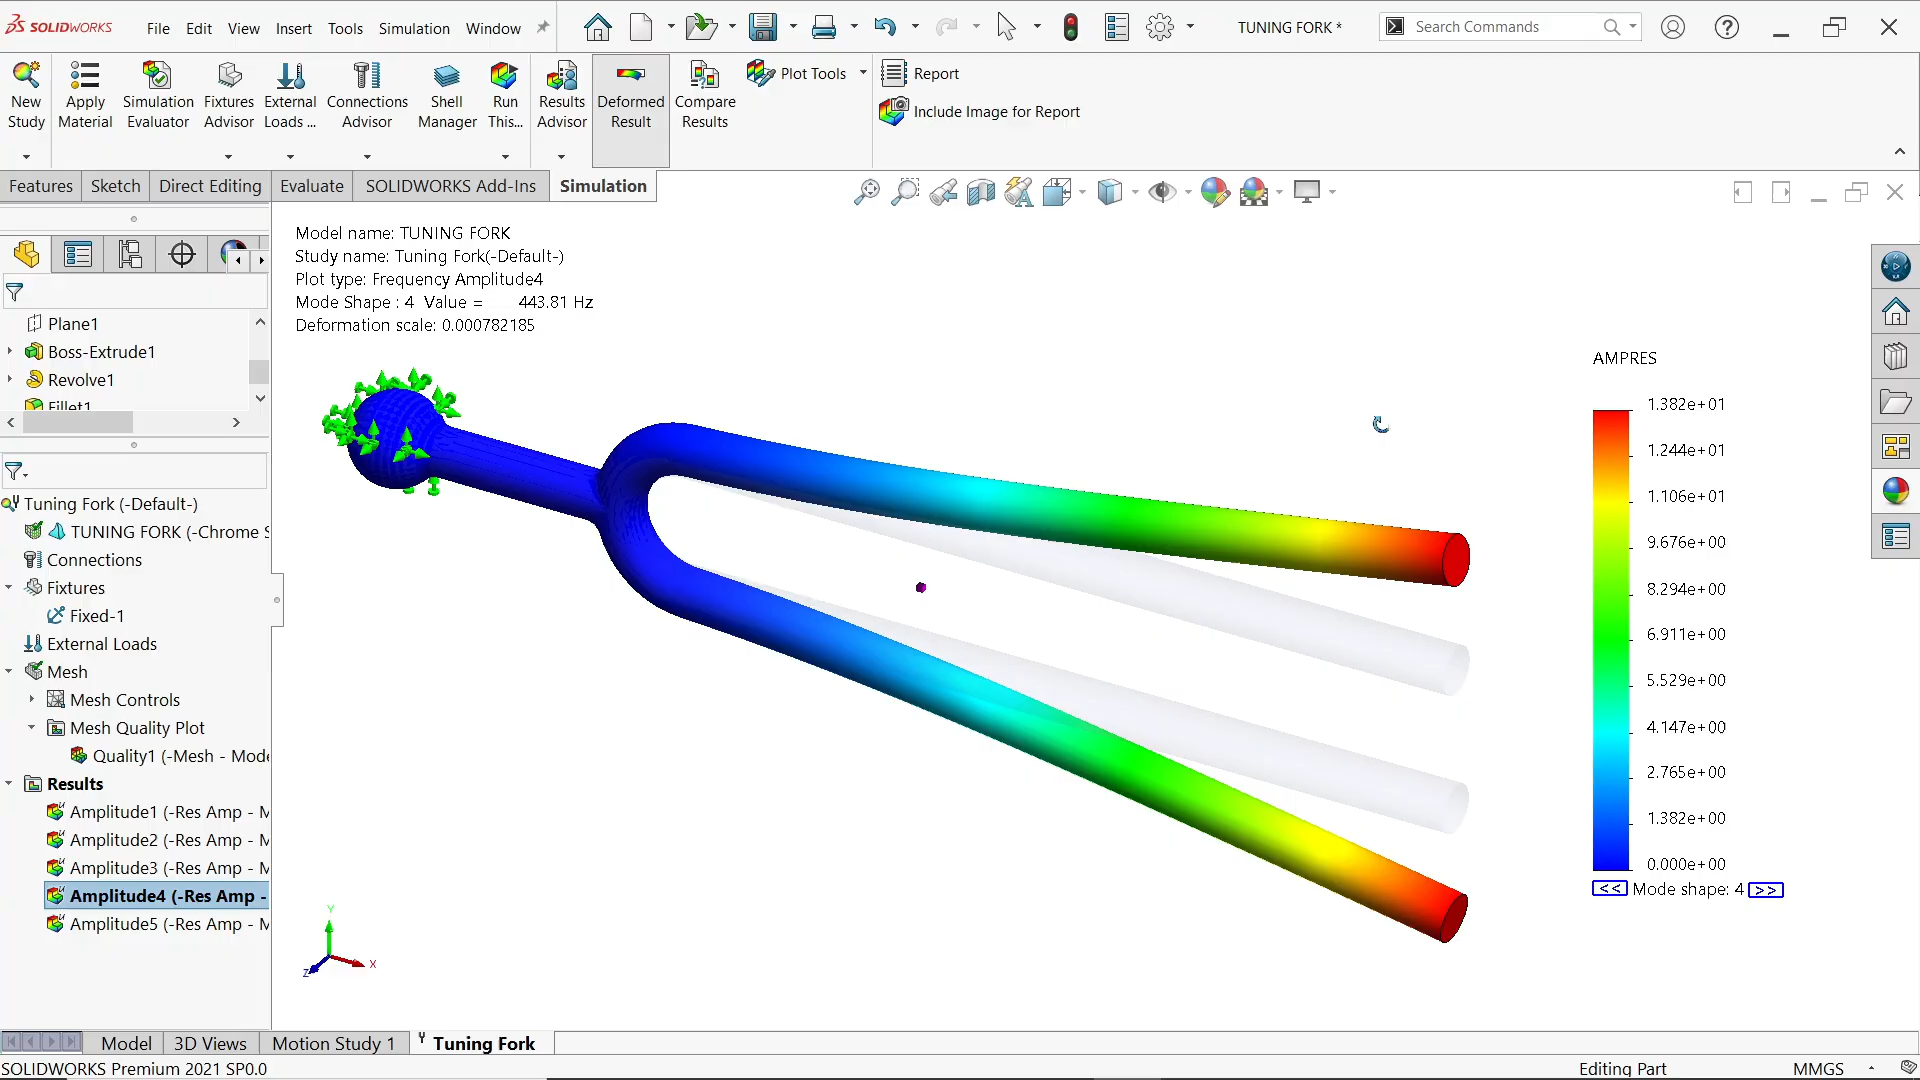 SOLIDWORKS File Edit View Insert Tools Simulation Window TUNING FORK * Search Commands
New Study
Apply Material
Simulation Evaluator
Fixtures Advisor
External Loads ...
Connections Advisor
Shell Manager
Run This...
Results Advisor
Deformed Result
Compare Results
Plot Tools
Report
Include Image for Report
Features Sketch Direct Editing Evaluate SOLIDWORKS Add-Ins Simulation
Plane1
Boss-Extrude1
Revolve1
Fillet1
Tuning Fork (-Default-)
TUNING FORK (-Chrome S
Connections
Fixtures
Fixed-1
External Loads
Mesh
Mesh Controls
Mesh Quality Plot
Quality1 (-Mesh - Mode
Results
Amplitude1 (-Res Amp - M
Amplitude2 (-Res Amp - M
Amplitude3 (-Res Amp - M
Amplitude4 (-Res Amp -
Amplitude5 (-Res Amp - M
Model name: TUNING FORK
Study name: Tuning Fork(-Default-)
Plot type: Frequency Amplitude4
Mode Shape : 4 Value = 443.81 Hz
Deformation scale: 0.000782185
AMPRES
1.382e+01
1.244e+01
1.106e+01
9.676e+00
8.294e+00
6.911e+00
5.529e+00
4.147e+00
2.765e+00
1.382e+00
0.000e+00
<< Mode shape: 4 >>
Y
X
Z
Model 3D Views Motion Study 1 Tuning Fork
SOLIDWORKS Premium 2021 SP0.0 Editing Part MMGS